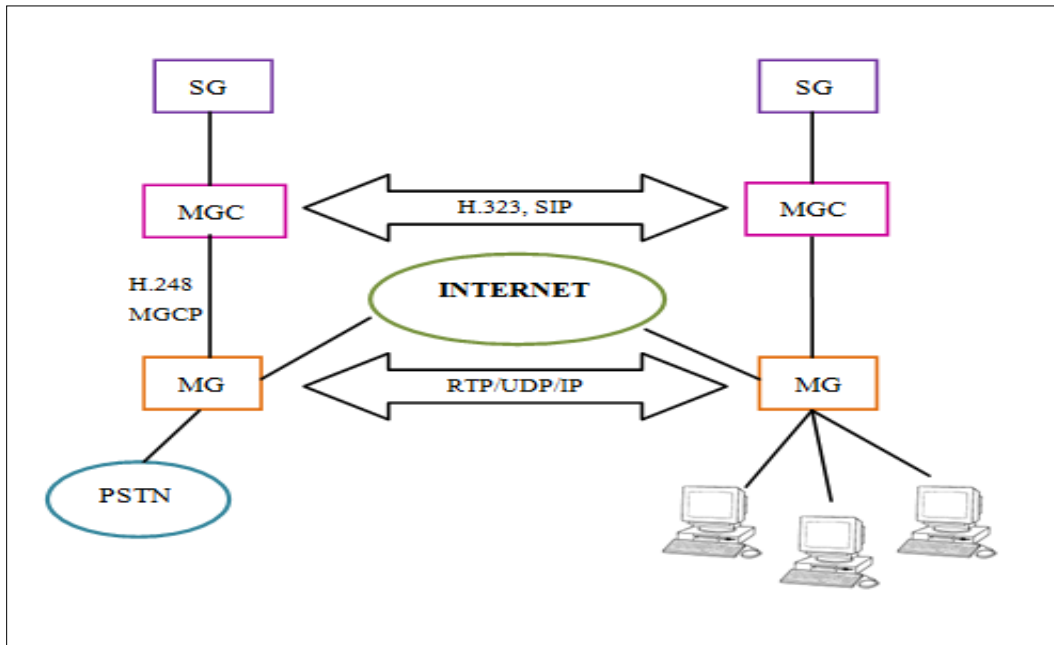 SG
SG
MGC
H.323, SIP
MGC
H.248
MGCP
INTERNET
MG
RTP/UDP/IP
MG
PSTN